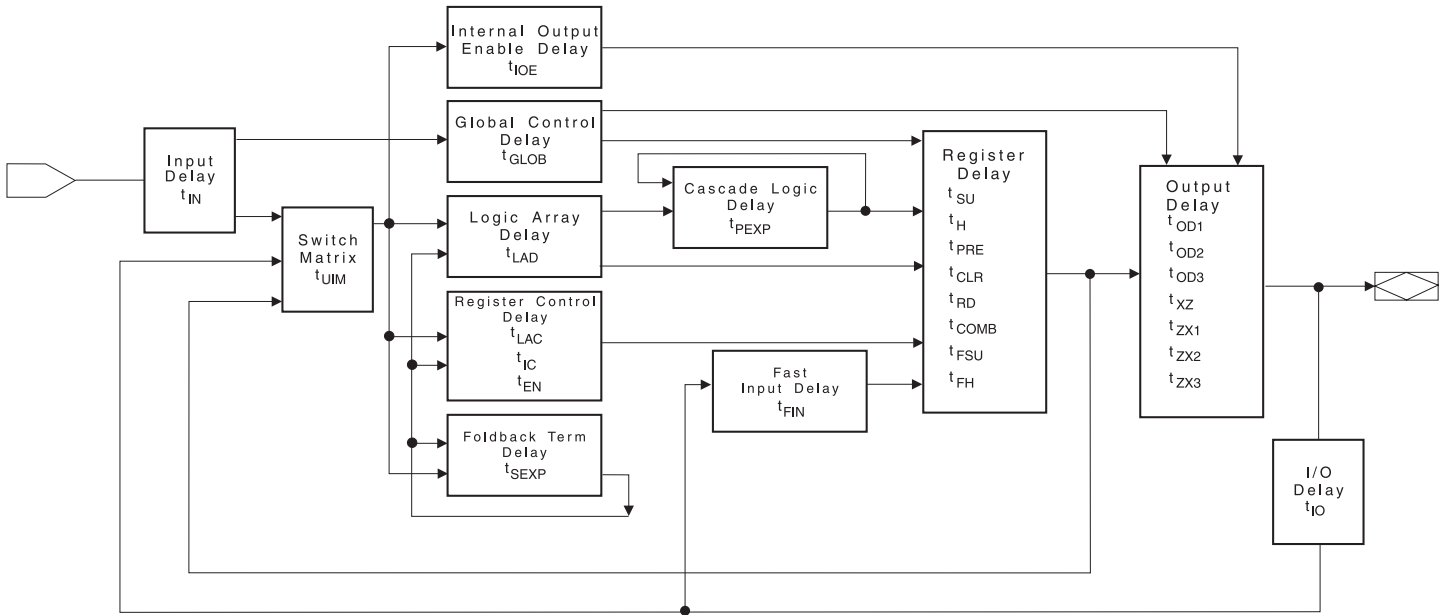 Internal Output
Enable Delay
tIOE
Global Control
Delay
tGLOB
Input
Delay
tIN
Switch
Matrix
tUIM
Logic Array
Delay
tLAD
Cascade Logic
Delay
tPEXP
Register Control
Delay
tLAC
tIC
tEN
Foldback Term
Delay
tSEXP
Fast
Input Delay
tFIN
Register
Delay
tSU
tH
tPRE
tCLR
tRD
tCOMB
tFSU
tFH
Output
Delay
tOD1
tOD2
tOD3
tXZ
tZX1
tZX2
tZX3
I/O
Delay
tIO